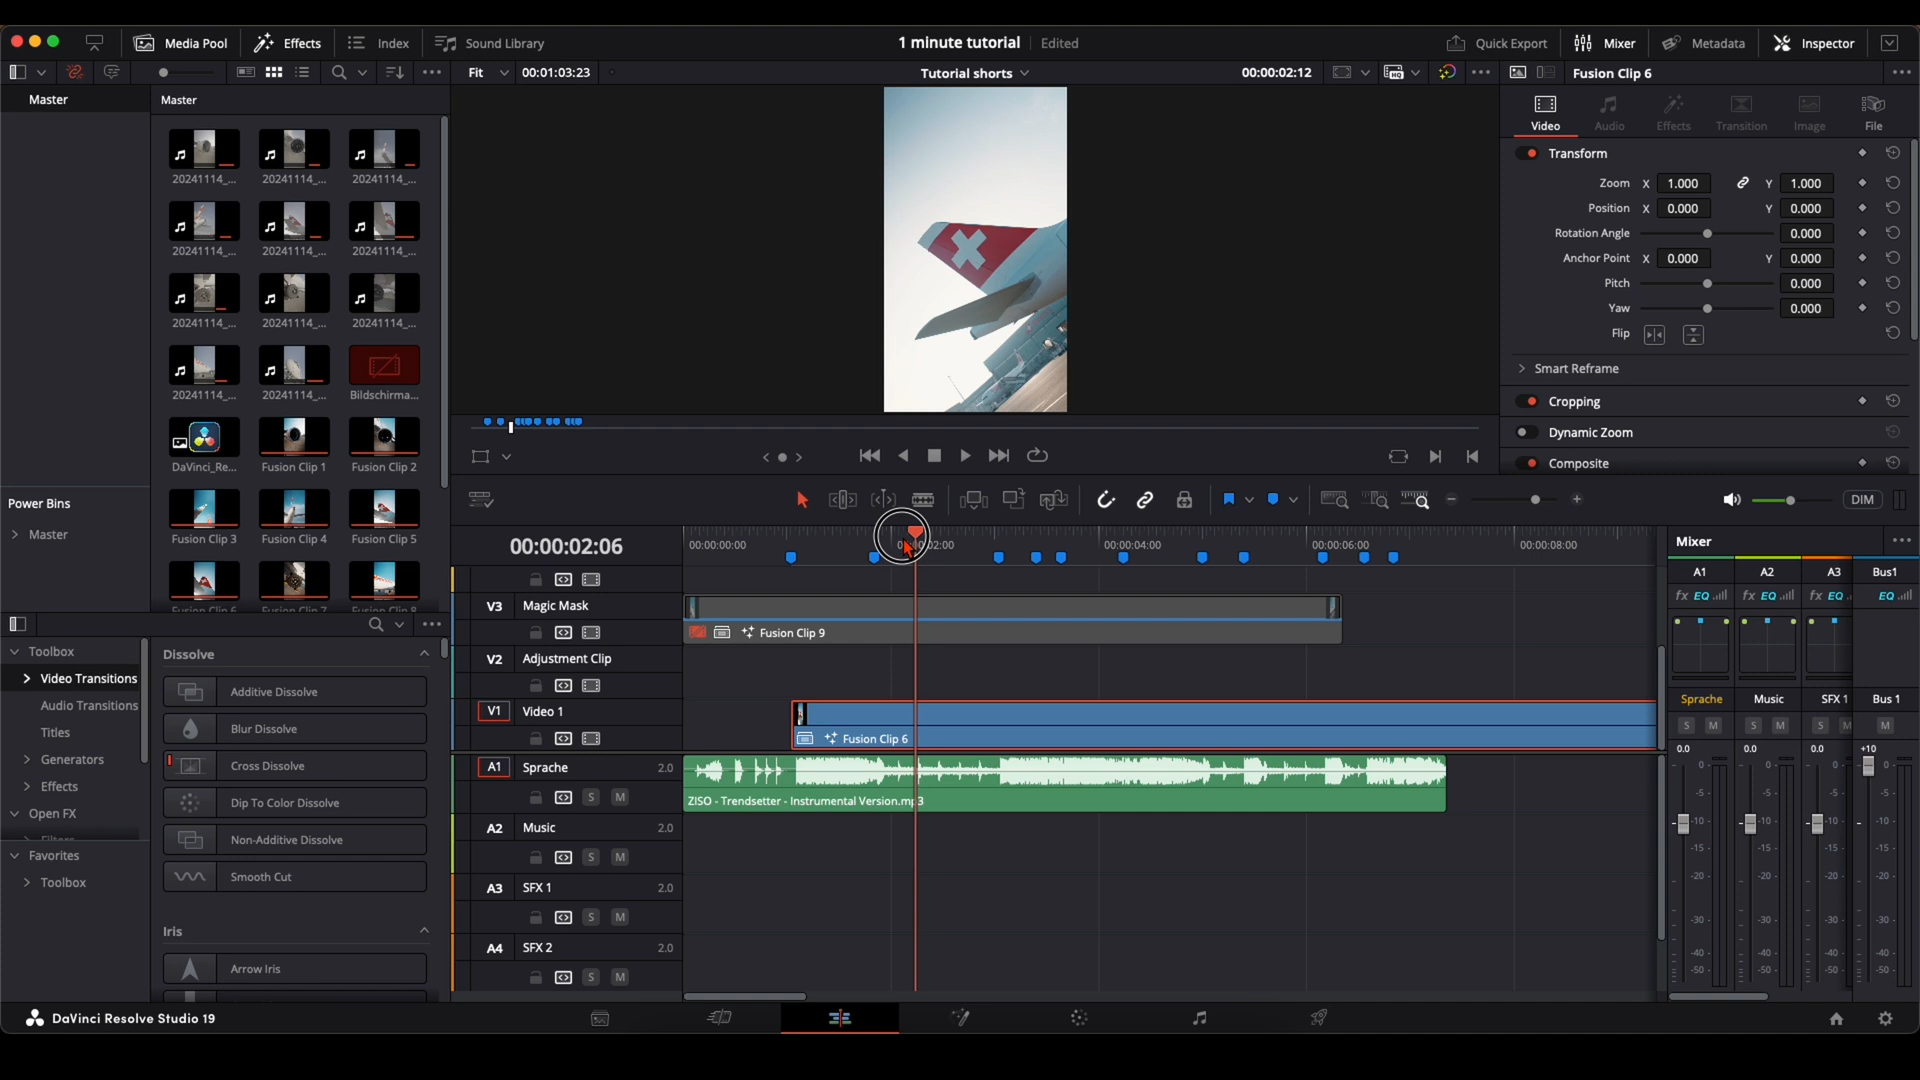 Media Pool
Effects
Index
Sound Library
1 minute tutorial
Edited
Quick Export
Mixer
Metadata
Inspector
Fit
00:01:03:23
Tutorial shorts
00:00:02:12
Fusion Clip 6
Master
Master
Video
Audio
Effects
Transition
Image
File
20241114_...
20241114_...
20241114_...
20241114_...
20241114_...
20241114_...
20241114_...
20241114_...
20241114_...
20241114_...
20241114_...
Bildschirma...
DaVinci_Re...
Fusion Clip 1
Fusion Clip 2
Fusion Clip 3
Fusion Clip 4
Fusion Clip 5
Fusion Clip 6
Fusion Clip 7
Fusion Clip 8
Transform
Zoom X 1.000 Y 1.000
Position X 0.000 Y 0.000
Rotation Angle 0.000
Anchor Point X 0.000 Y 0.000
Pitch 0.000
Yaw 0.000
Flip
Smart Reframe
Cropping
Dynamic Zoom
Composite
Power Bins
Master
DIM
00:00:02:06
00:00:00:00
00:00:04:00
00:00:06:00
00:00:08:00
V3 Magic Mask
Fusion Clip 9
V2 Adjustment Clip
V1 Video 1
Fusion Clip 6
A1 Sprache 2.0
S M
ZISO - Trendsetter - Instrumental Version.mp3
A2 Music 2.0
S M
A3 SFX 1 2.0
S M
A4 SFX 2 2.0
S M
Toolbox
Video Transitions
Audio Transitions
Titles
Generators
Effects
Open FX
Filters
Favorites
Toolbox
Dissolve
Additive Dissolve
Blur Dissolve
Cross Dissolve
Dip To Color Dissolve
Non-Additive Dissolve
Smooth Cut
Iris
Arrow Iris
Mixer
A1 A2 A3 Bus1
fx EQ fx EQ fx EQ EQ
Sprache Music SFX 1 Bus 1
S M S M S M M
0.0 0.0 0.0 +10
0 0 0 0
-5 -5 -5 -5
-10 -10 -10 -10
-15 -15 -15 -15
-20 -20 -20 -20
-30 -30 -30 -30
-40 -40 -40 -40
-50 -50 -50 -50
DaVinci Resolve Studio 19